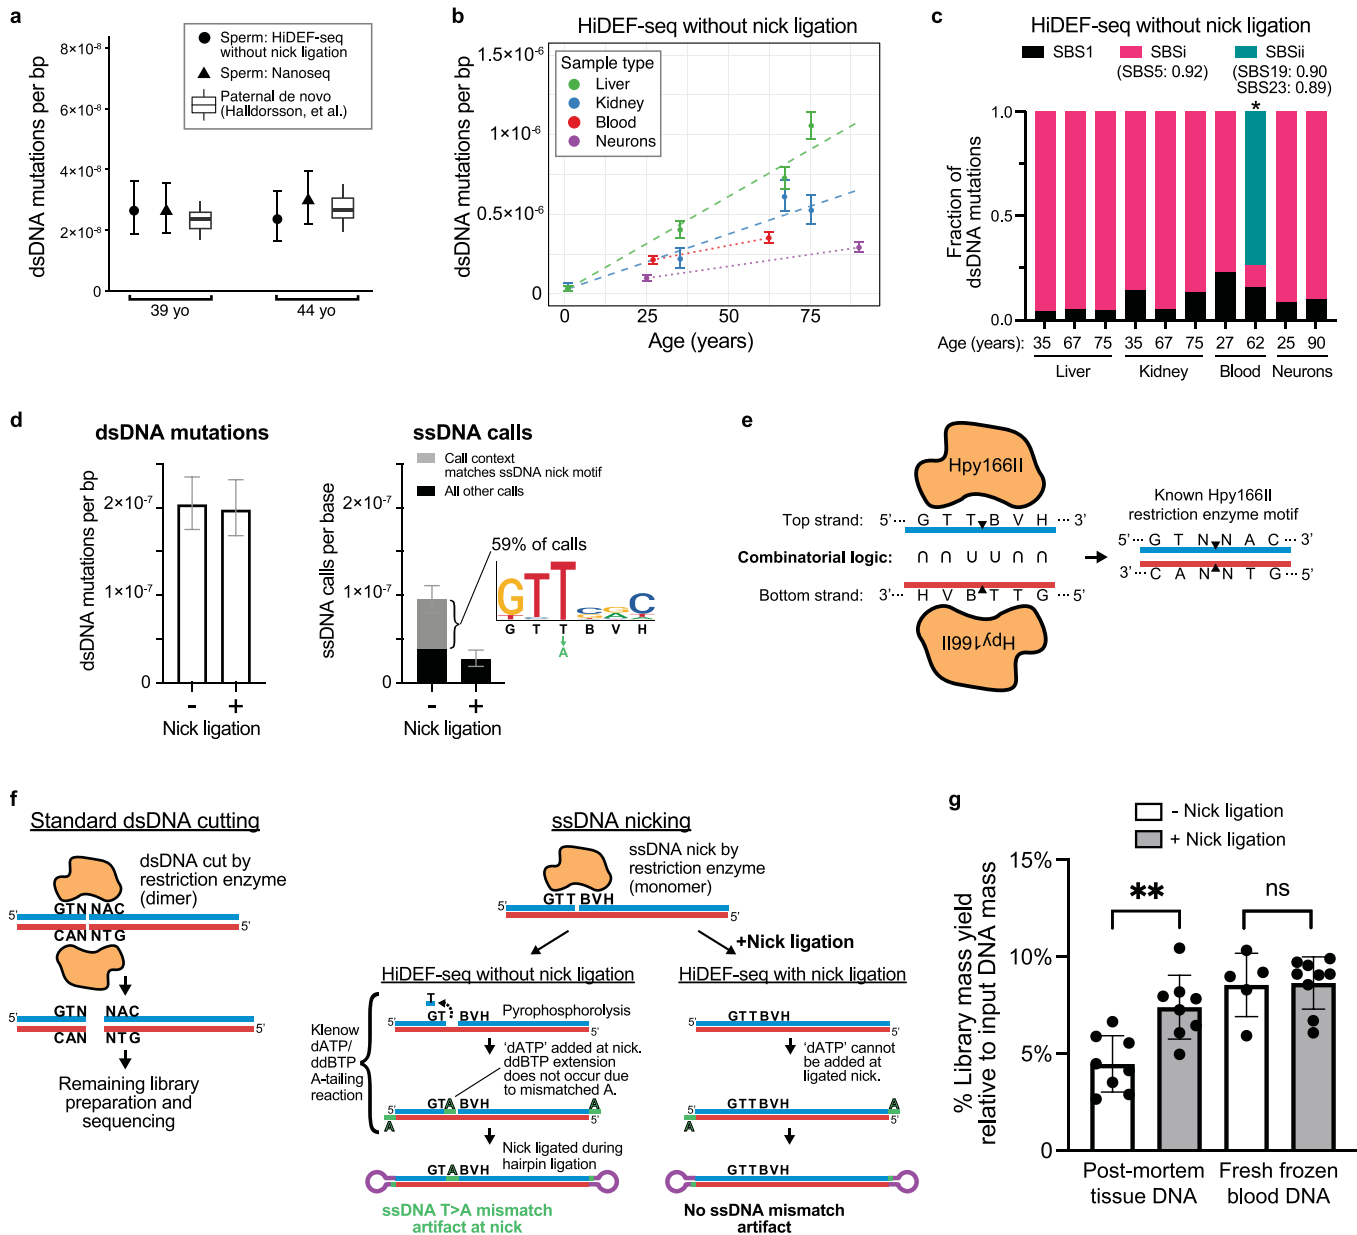 a
dsDNA mutations per bp
8×10⁻⁸
6×10⁻⁸
4×10⁻⁸
2×10⁻⁸
0
Sperm: HiDEF-seq
without nick ligation
Sperm: Nanoseq
Paternal de novo
(Halldorsson, et al.)
39 yo
44 yo
b
HiDEF-seq without nick ligation
dsDNA mutations per bp
1.5×10⁻⁶
1×10⁻⁶
0.5×10⁻⁶
0
Sample type
Liver
Kidney
Blood
Neurons
0
25
50
75
Age (years)
c
HiDEF-seq without nick ligation
SBS1
SBSi
(SBS5: 0.92)
SBSii
(SBS19: 0.90
SBS23: 0.89)
*
Fraction of
dsDNA mutations
1.0
0.5
0.0
Age (years): 35 67 75 35 67 75 27 62 25 90
Liver
Kidney
Blood
Neurons
d
dsDNA mutations
dsDNA mutations per bp
2×10⁻⁷
1×10⁻⁷
0
- +
Nick ligation
ssDNA calls
Call context
matches ssDNA nick motif
All other calls
ssDNA calls per base
2×10⁻⁷
1×10⁻⁷
0
59% of calls
G T T B V H
A
- +
Nick ligation
e
Hpy166II
Top strand: 5' ··· G T T B V H ··· 3'
Combinatorial logic: ∩ ∩ ∪ ∪ ∩ ∩
Bottom strand: 3' ··· H V B T T G ··· 5'
Hpy166II
Known Hpy166II
restriction enzyme motif
5' ··· G T N N A C ··· 3'
3' ··· C A N N T G ··· 5'
f
Standard dsDNA cutting
dsDNA cut by
restriction enzyme
(dimer)
GTN NAC
5'
CAN NTG
5'
GTN NAC
5'
CAN NTG
5'
Remaining library
preparation and
sequencing
ssDNA nicking
ssDNA nick by
restriction enzyme
(monomer)
GTT BVH
5'
5'
+Nick ligation
HiDEF-seq without nick ligation
Klenow
dATP/
ddBTP
A-tailing
reaction
T
GT BVH
Pyrophosphorolysis
5'
5'
'dATP' added at nick.
ddBTP extension
does not occur due
to mismatched A.
GTA BVH
A
5'
5'
A
Nick ligated during
hairpin ligation
GTABVH
ssDNA T>A mismatch
artifact at nick
HiDEF-seq with nick ligation
GTTBVH
5'
5'
'dATP' cannot
be added at
ligated nick.
GTTBVH
A
5'
5'
A
GTTBVH
No ssDNA mismatch
artifact
g
- Nick ligation
+ Nick ligation
% Library mass yield
relative to input DNA mass
15%
10%
5%
0
**
ns
Post-mortem
tissue DNA
Fresh frozen
blood DNA